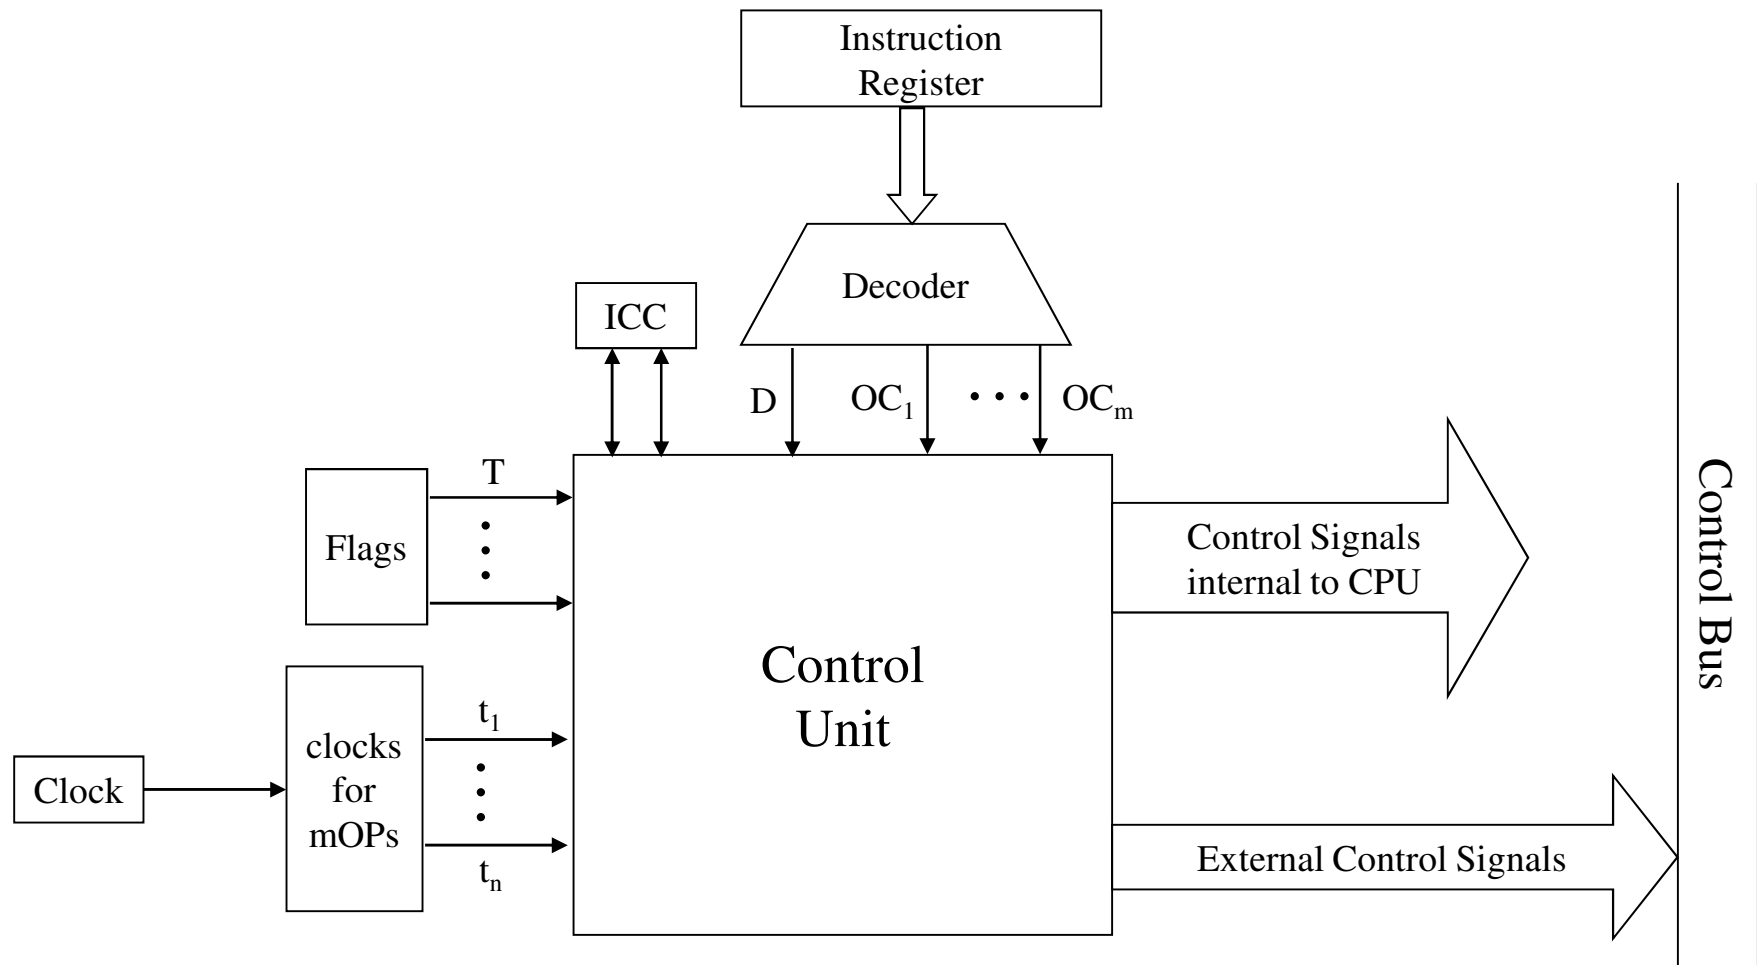 Instruction
Register
Decoder
ICC
D
OC1
OCm
T
Flags
Control Signals
internal to CPU
Control Bus
Control
Unit
t1
clocks
for
mOPs
Clock
tn
External Control Signals